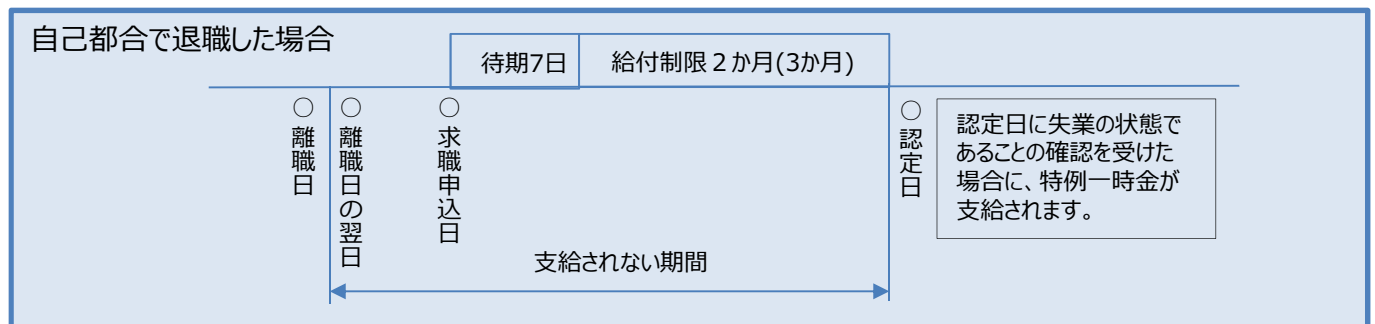 自己都合で退職した場合
待期7日
給付制限２か月(3か月)
○離職日
○離職日の翌日
○求職申込日
○認定日
認定日に失業の状態で
あることの確認を受けた
場合に、特例一時金が
支給されます。
支給されない期間